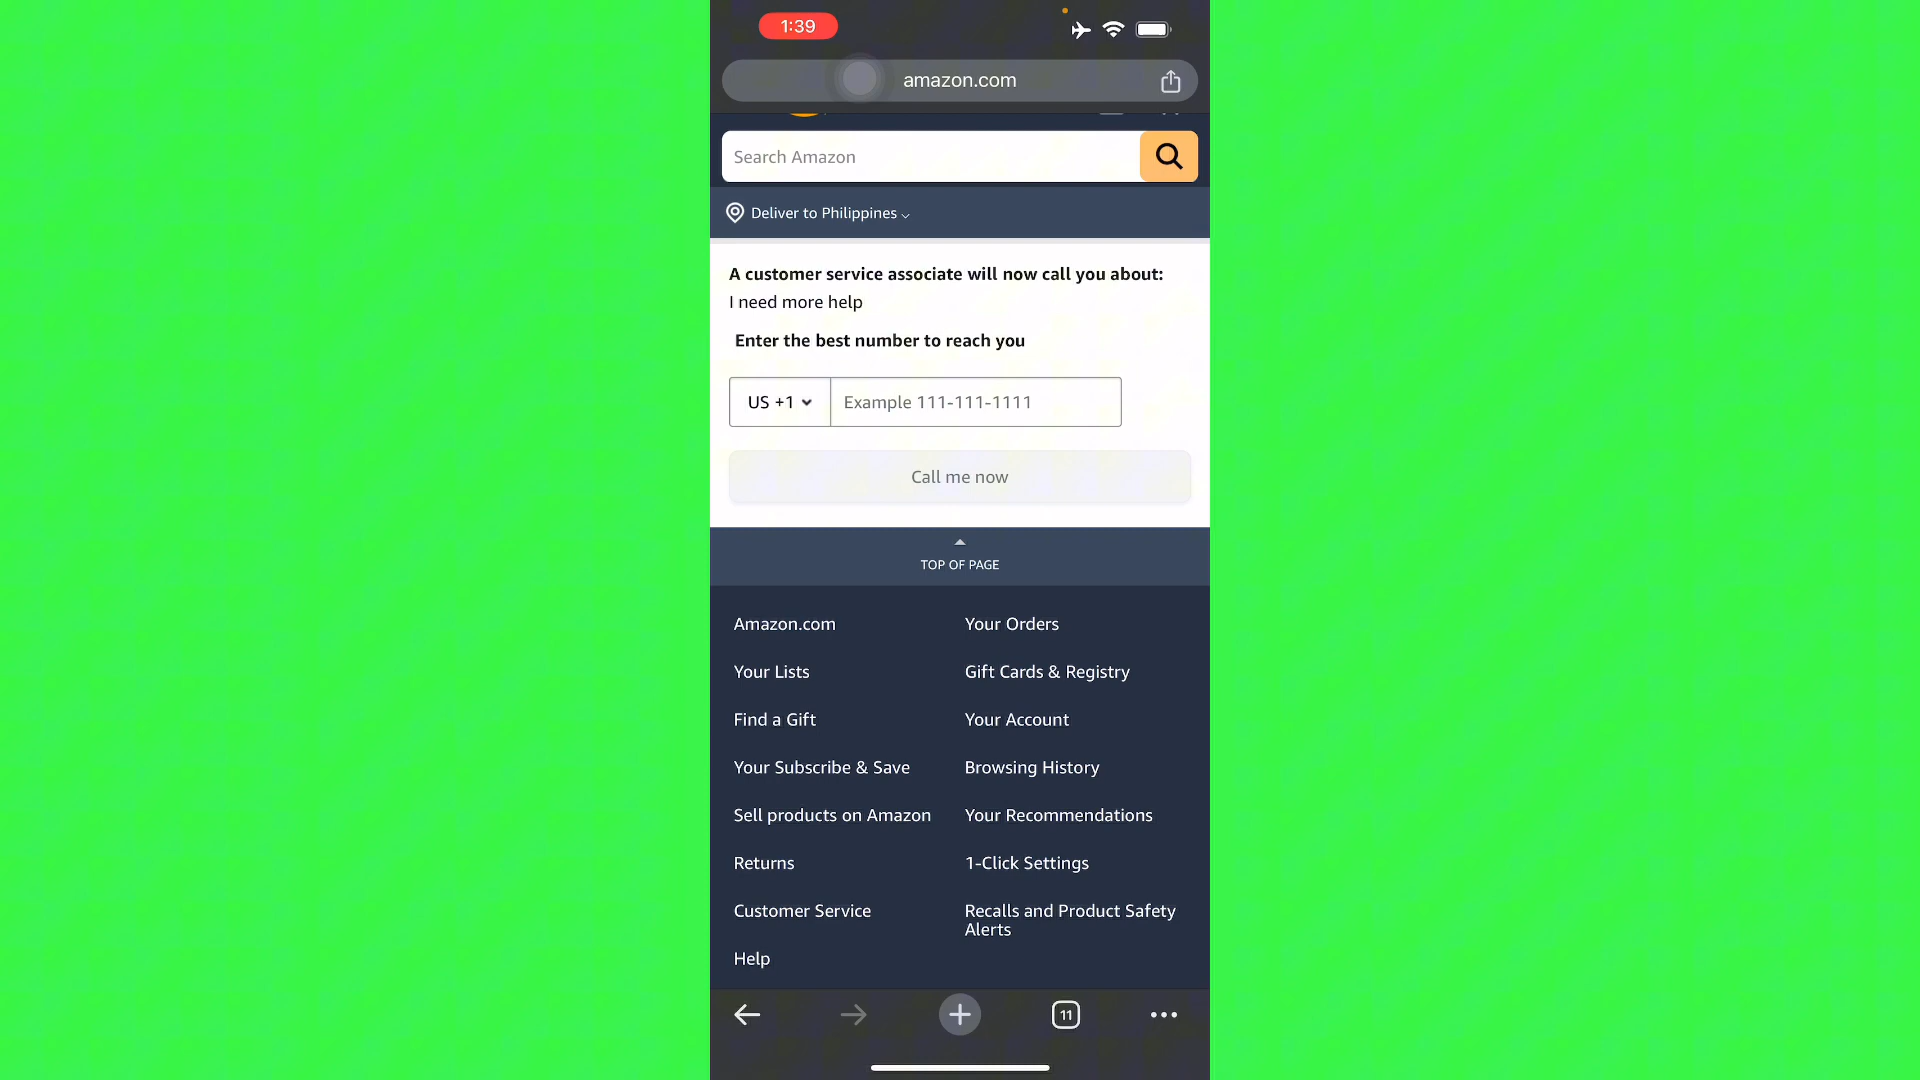 1:39
amazon.com
Search Amazon
Deliver to Philippines
A customer service associate will now call you about:
I need more help
Enter the best number to reach you
US +1
Example 111-111-1111
Call me now
TOP OF PAGE
Amazon.com
Your Orders
Your Lists
Gift Cards & Registry
Find a Gift
Your Account
Your Subscribe & Save
Browsing History
Sell products on Amazon
Your Recommendations
Returns
1-Click Settings
Customer Service
Recalls and Product Safety
Alerts
Help
11